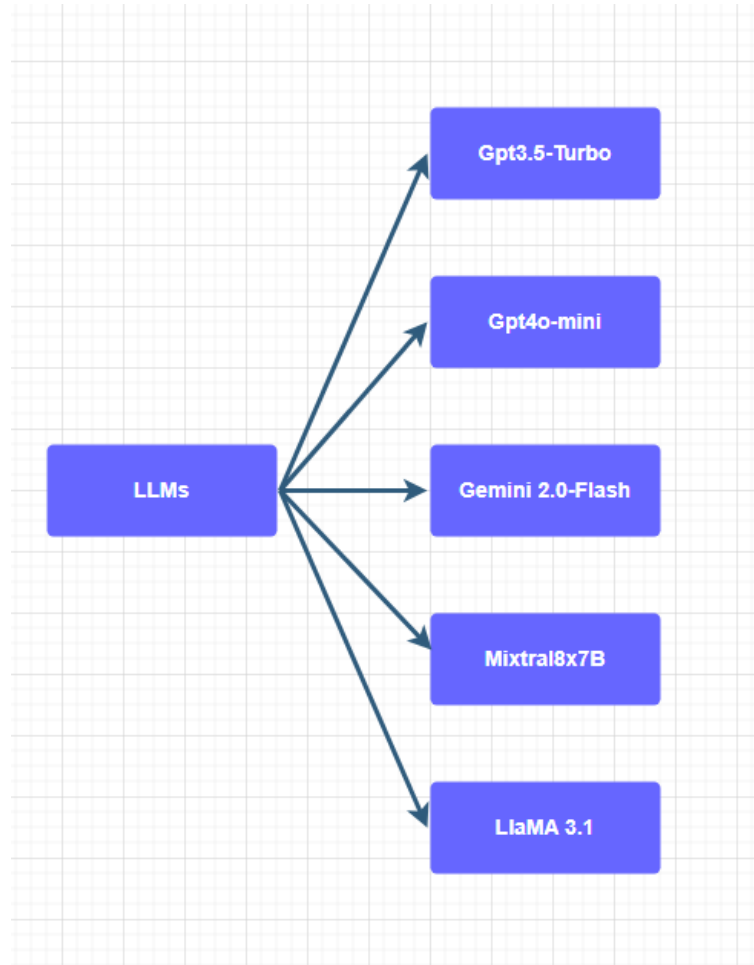 Gpt3.5-Turbo
Gpt4o-mini
LLMs
Gemini 2.0-Flash
Mixtral8x7B
LlaMA 3.1